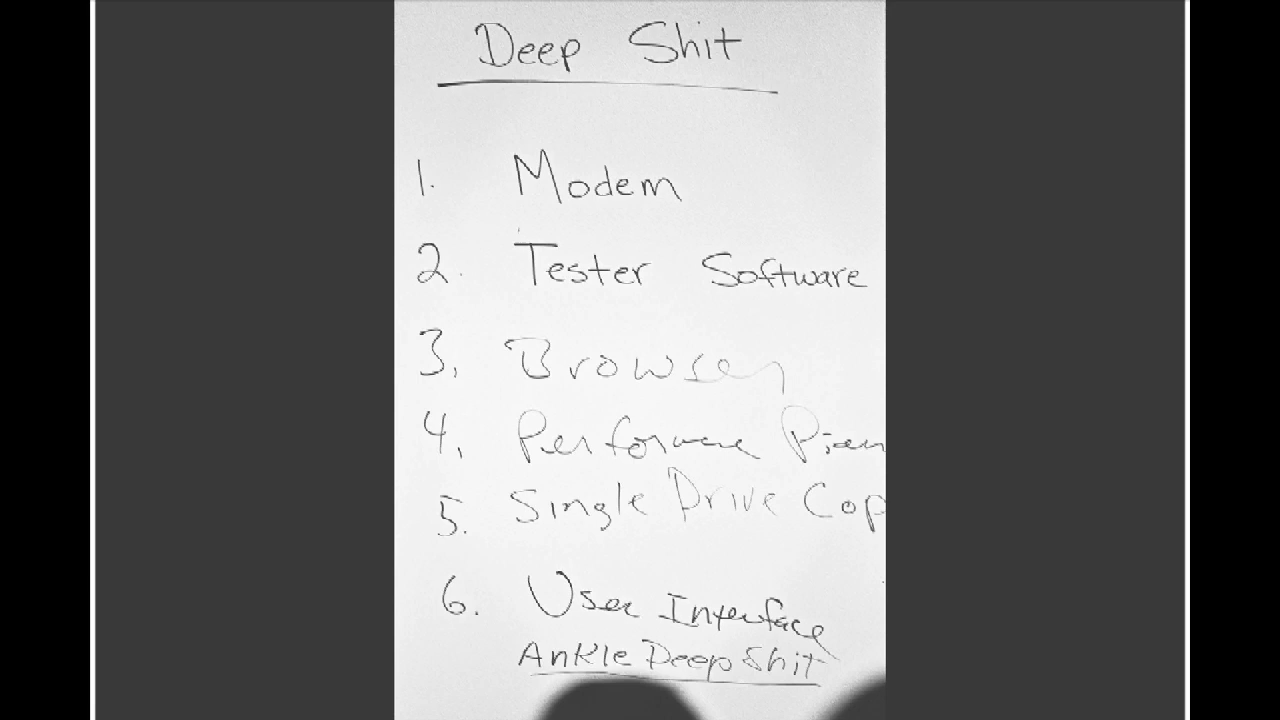 Deep Shit
1. Modem
2. Tester Software
3. Browser
4.
5. Single Drive Cop
6. User Interface
Ankle Deep Shit